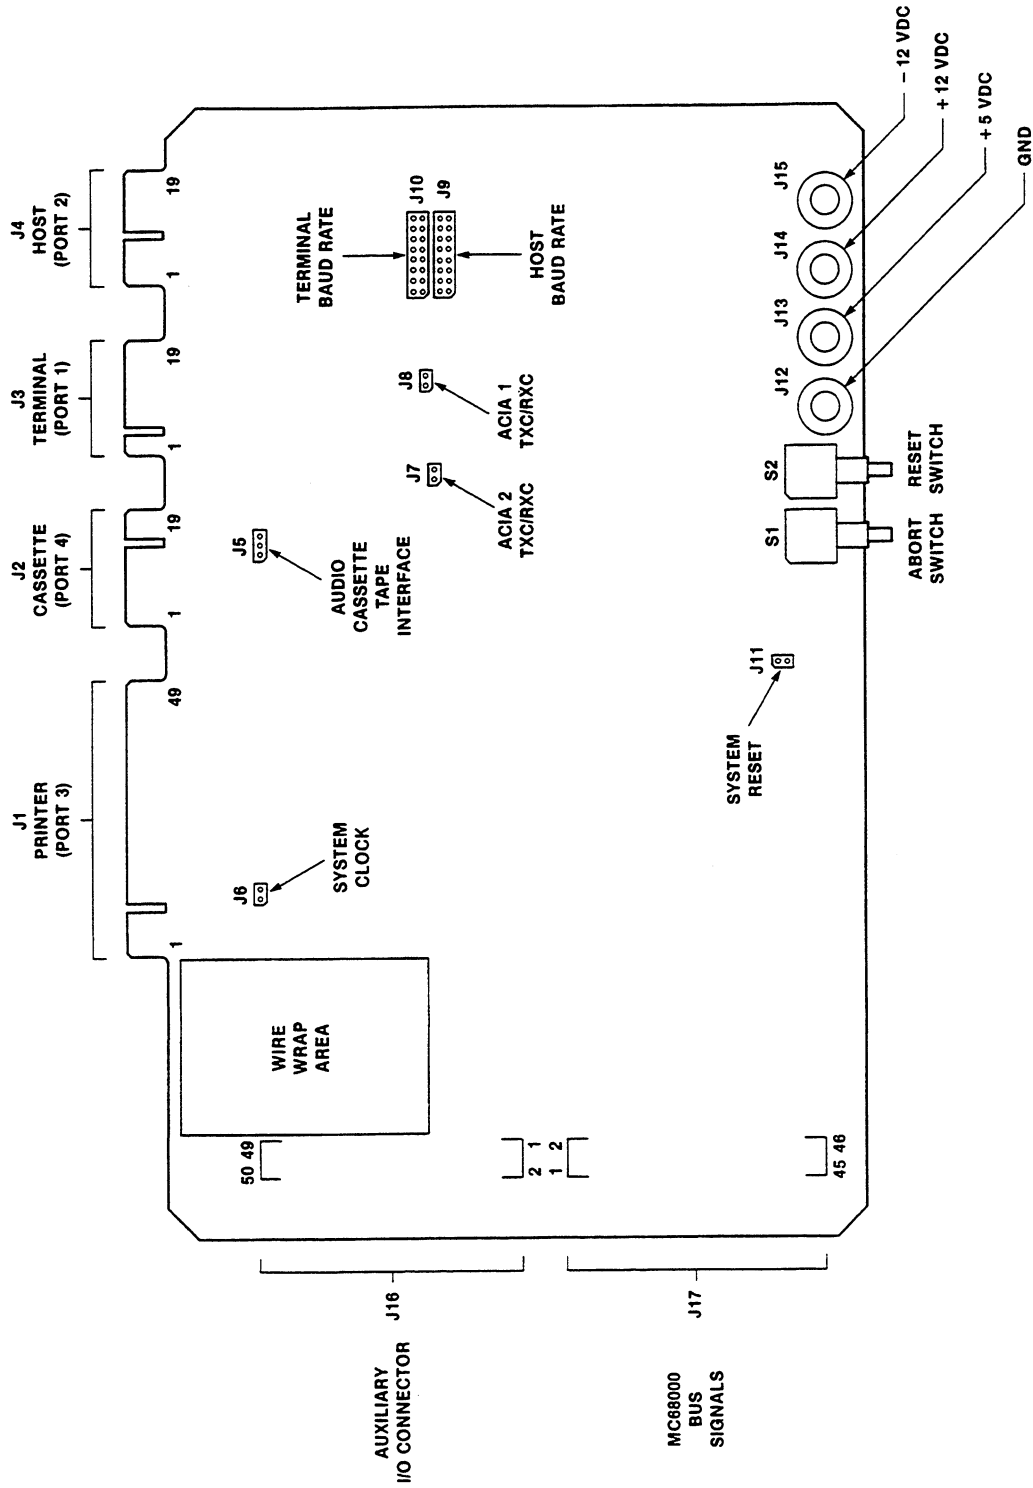 J1
PRINTER
(PORT 3)
J2
CASSETTE
(PORT 4)
J3
TERMINAL
(PORT 1)
J4
HOST
(PORT 2)
1
49
1
19
1
19
1
19
50 49
WIRE
WRAP
AREA
J6
SYSTEM
CLOCK
J5
AUDIO
CASSETTE
TAPE
INTERFACE
TERMINAL
BAUD RATE
J10
J9
HOST
BAUD RATE
J7
ACIA 2
TXC/RXC
J8
ACIA 1
TXC/RXC
J16
AUXILIARY
I/O CONNECTOR
2 1
1 2
J17
MC68000
BUS
SIGNALS
45 46
SYSTEM
RESET
J11
S1
S2
J12
J13
J14
J15
ABORT
SWITCH
RESET
SWITCH
- 12 VDC
+ 12 VDC
+ 5 VDC
GND